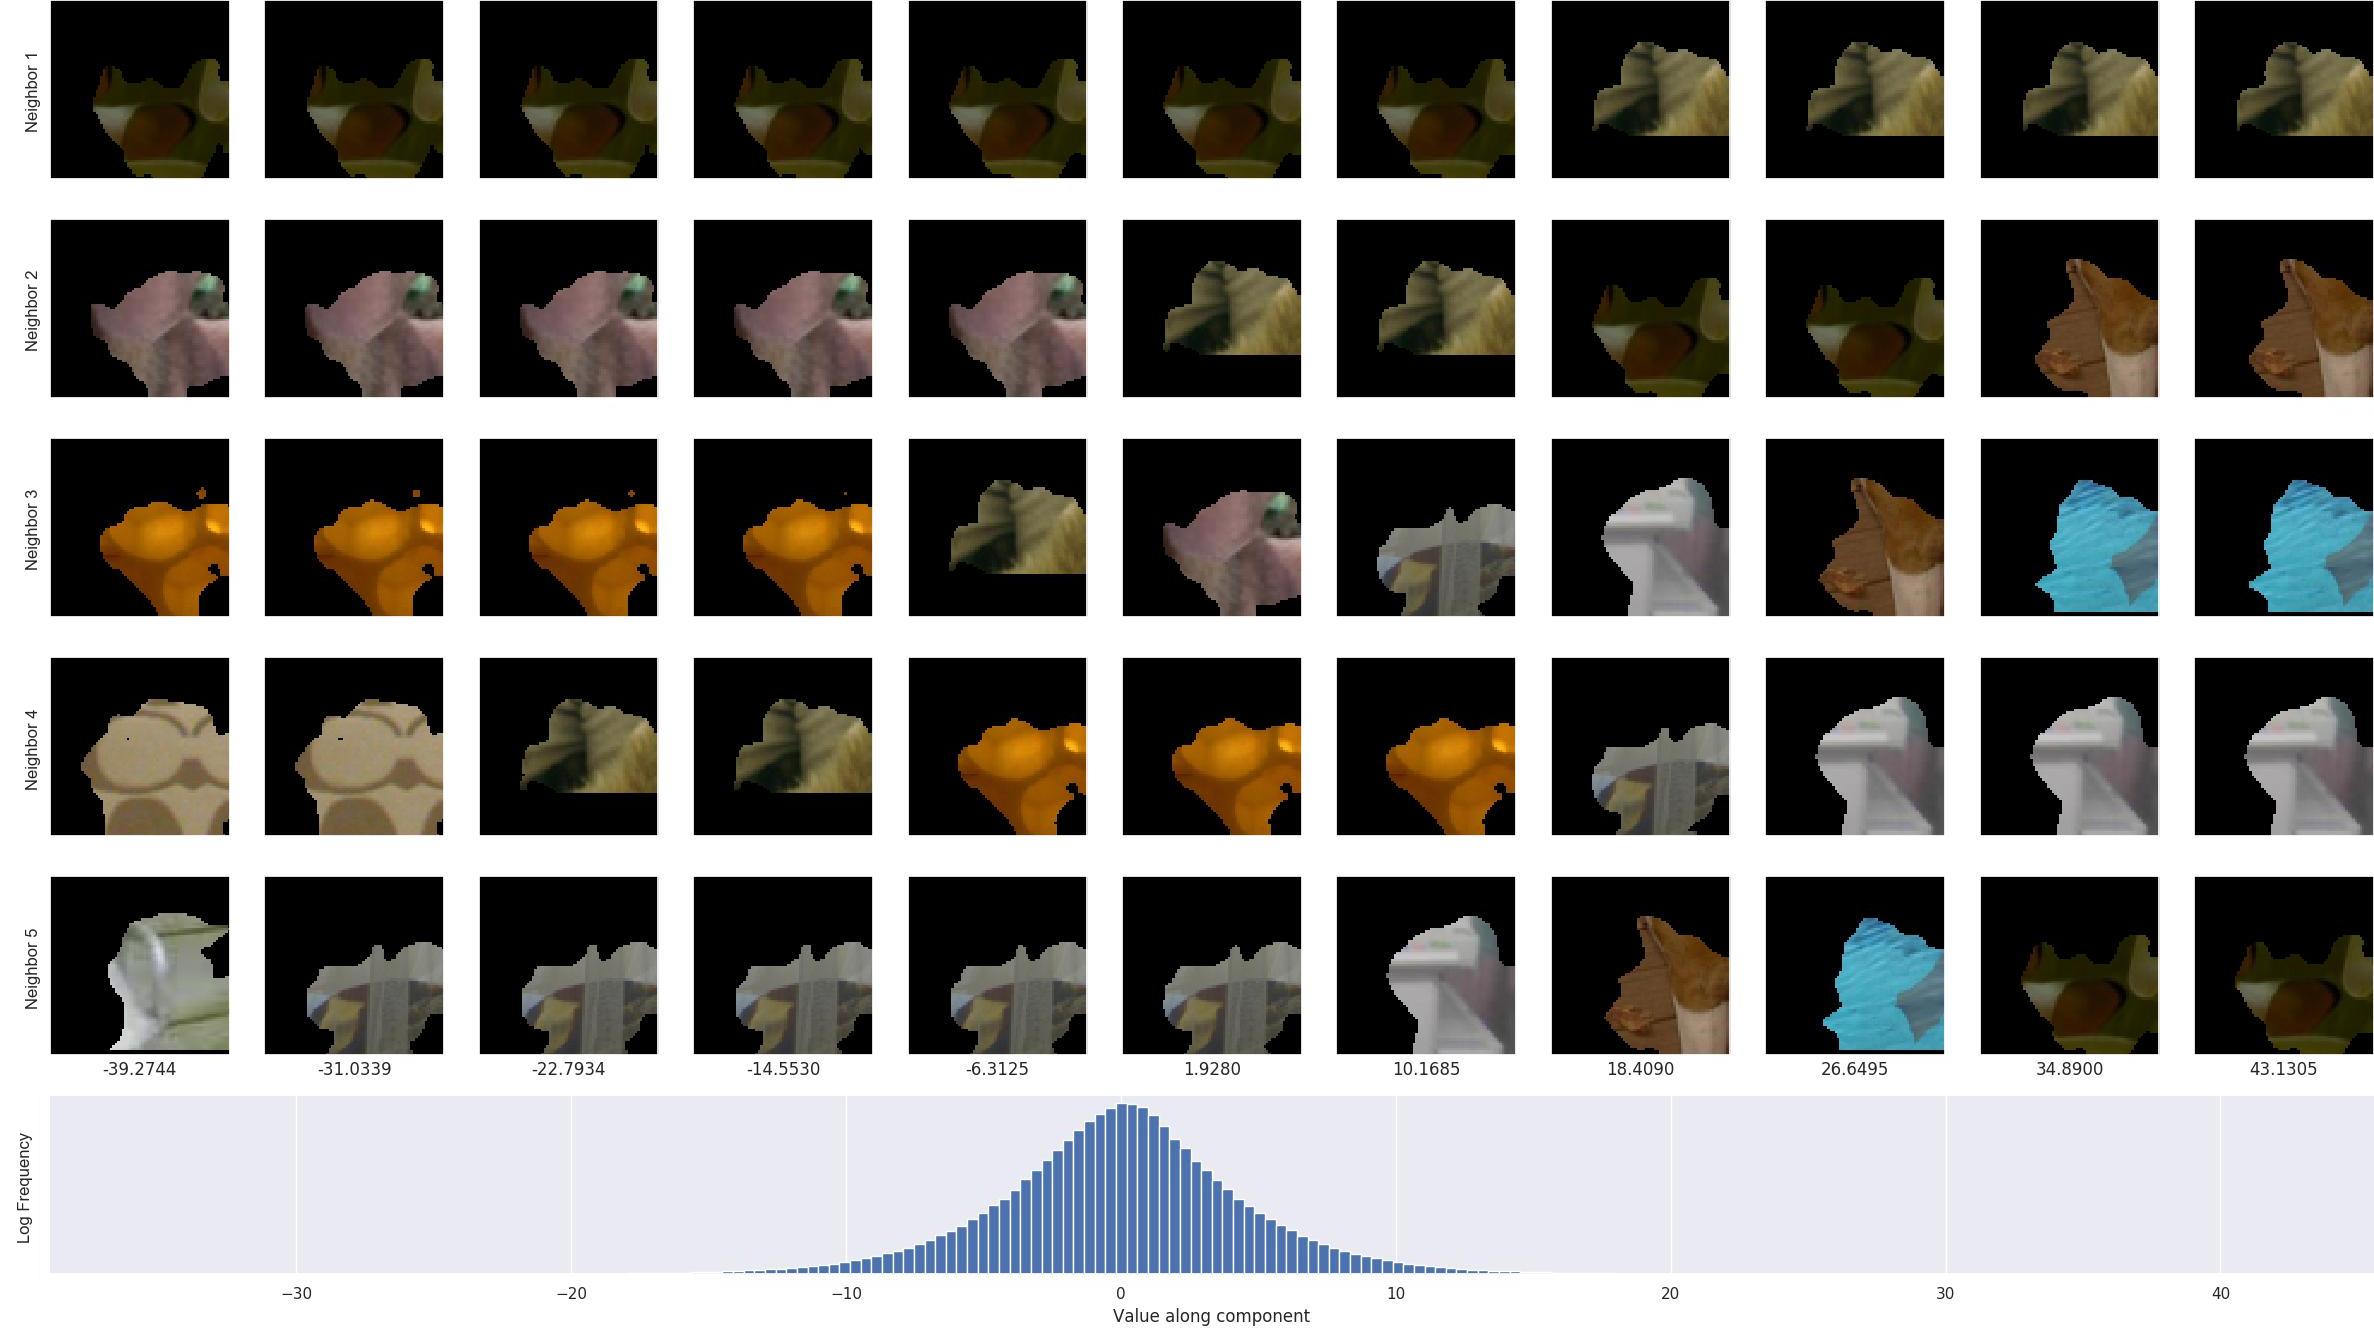 Neighbor 1
Neighbor 2
Neighbor 3
Neighbor 4
Neighbor 5
-39.2744 -31.0339 -22.7934 -14.5530 -6.3125 1.9280 10.1685 18.4090 26.6495 34.8900 43.1305
Log Frequency
−30 −20 −10 0 10 20 30 40
Value along component